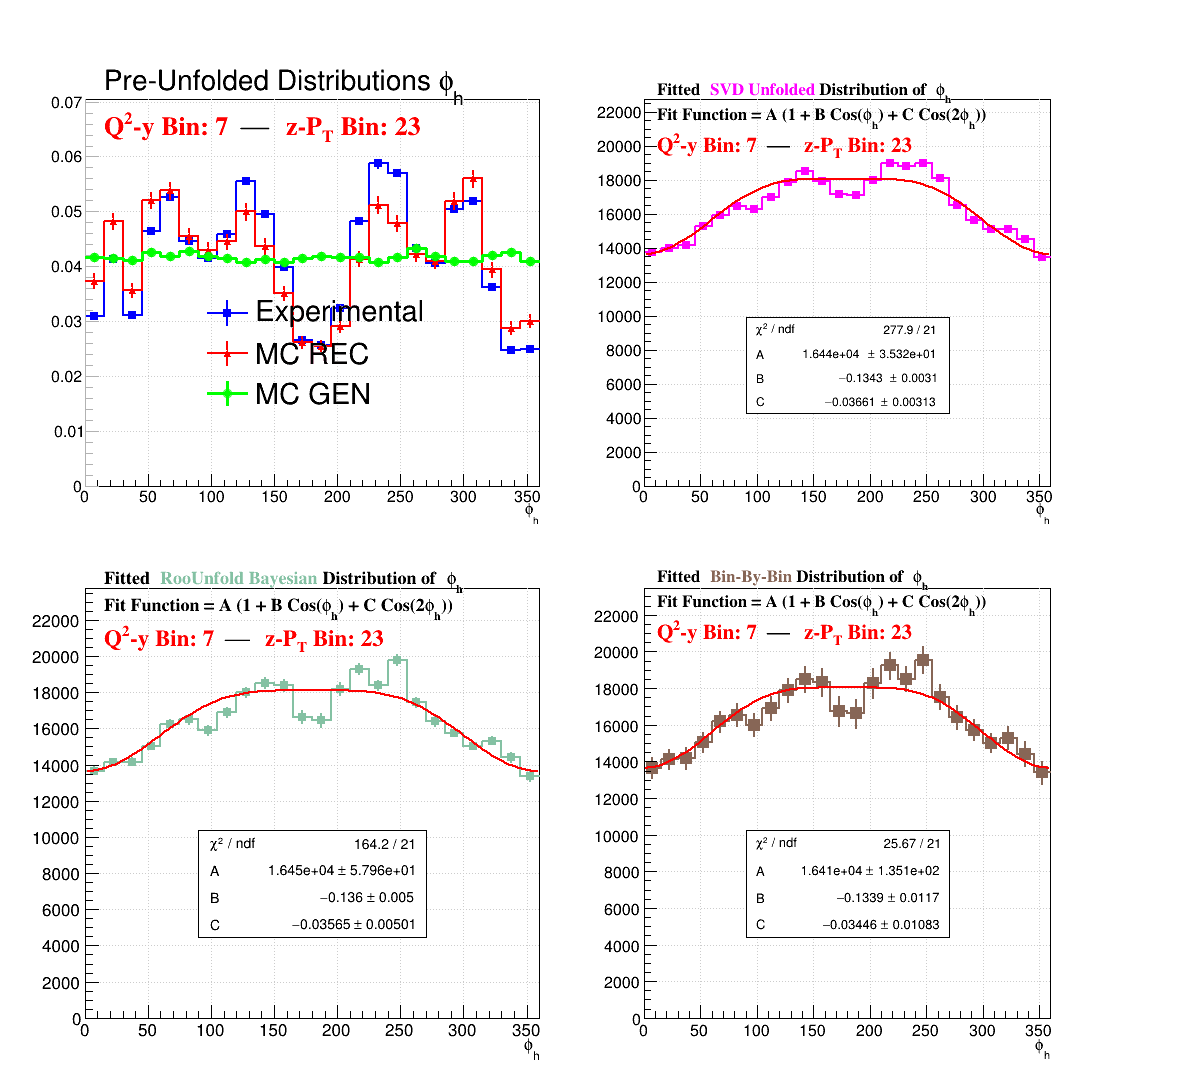 Pre-Unfolded Distributions ϕh
Q²-y Bin: 7 — z-PT Bin: 23
0.07
0.06
0.05
0.04
0.03
0.02
0.01
0
Experimental
MC REC
MC GEN
0 50 100 150 200 250 300 350
ϕh
Fitted SVD Unfolded Distribution of ϕh
Fit Function = A (1 + B Cos(ϕh) + C Cos(2ϕh))
Q²-y Bin: 7 — z-PT Bin: 23
22000
20000
18000
16000
14000
12000
10000
8000
6000
4000
2000
0
χ² / ndf 277.9 / 21
A 1.644e+04 ± 3.532e+01
B −0.1343 ± 0.0031
C −0.03661 ± 0.00313
0 50 100 150 200 250 300 350
ϕh
Fitted RooUnfold Bayesian Distribution of ϕh
Fit Function = A (1 + B Cos(ϕh) + C Cos(2ϕh))
Q²-y Bin: 7 — z-PT Bin: 23
22000
20000
18000
16000
14000
12000
10000
8000
6000
4000
2000
0
χ² / ndf 164.2 / 21
A 1.645e+04 ± 5.796e+01
B −0.136 ± 0.005
C −0.03565 ± 0.00501
0 50 100 150 200 250 300 350
ϕh
Fitted Bin-By-Bin Distribution of ϕh
Fit Function = A (1 + B Cos(ϕh) + C Cos(2ϕh))
Q²-y Bin: 7 — z-PT Bin: 23
22000
20000
18000
16000
14000
12000
10000
8000
6000
4000
2000
0
χ² / ndf 25.67 / 21
A 1.641e+04 ± 1.351e+02
B −0.1339 ± 0.0117
C −0.03446 ± 0.01083
0 50 100 150 200 250 300 350
ϕh